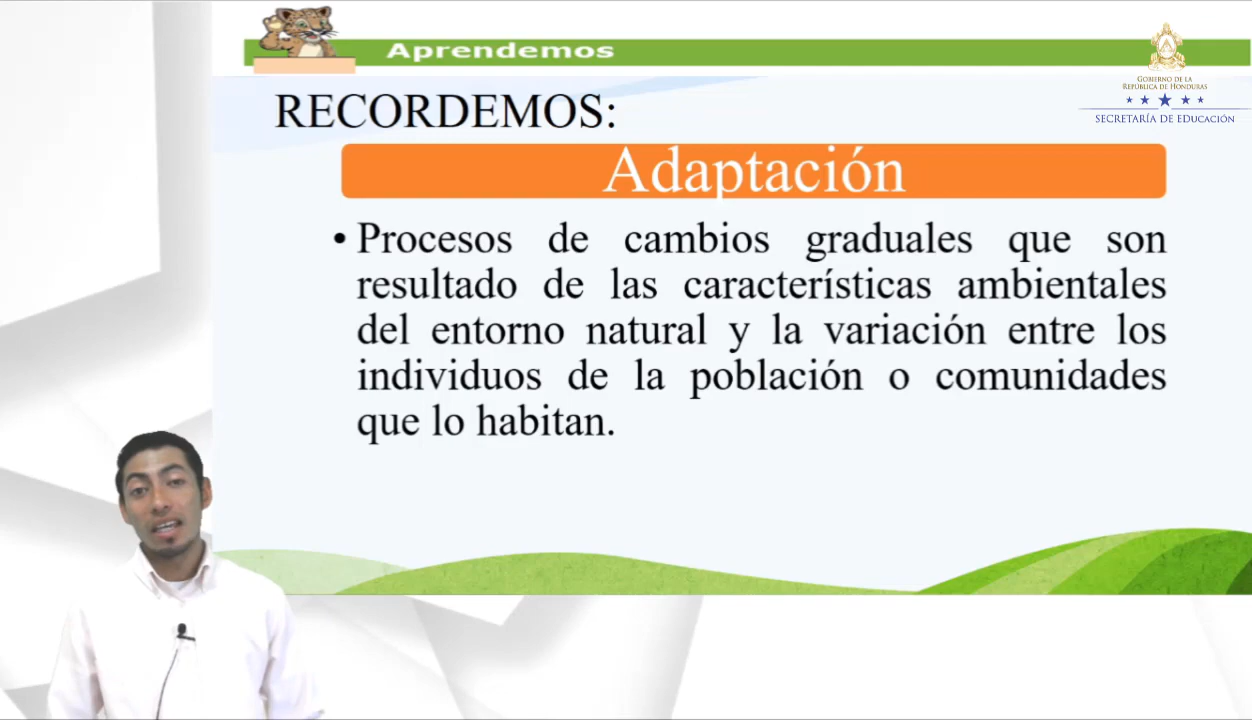 Aprendemos
GOBIERNO DE LA
REPÚBLICA DE HONDURAS
SECRETARÍA DE EDUCACIÓN
RECORDEMOS:
Adaptación
• Procesos de cambios graduales que son
resultado de las características ambientales
del entorno natural y la variación entre los
individuos de la población o comunidades
que lo habitan.